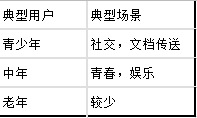 典型用户 典型场景
青少年 社交，文档传送
中年 青春，娱乐
老年 较少